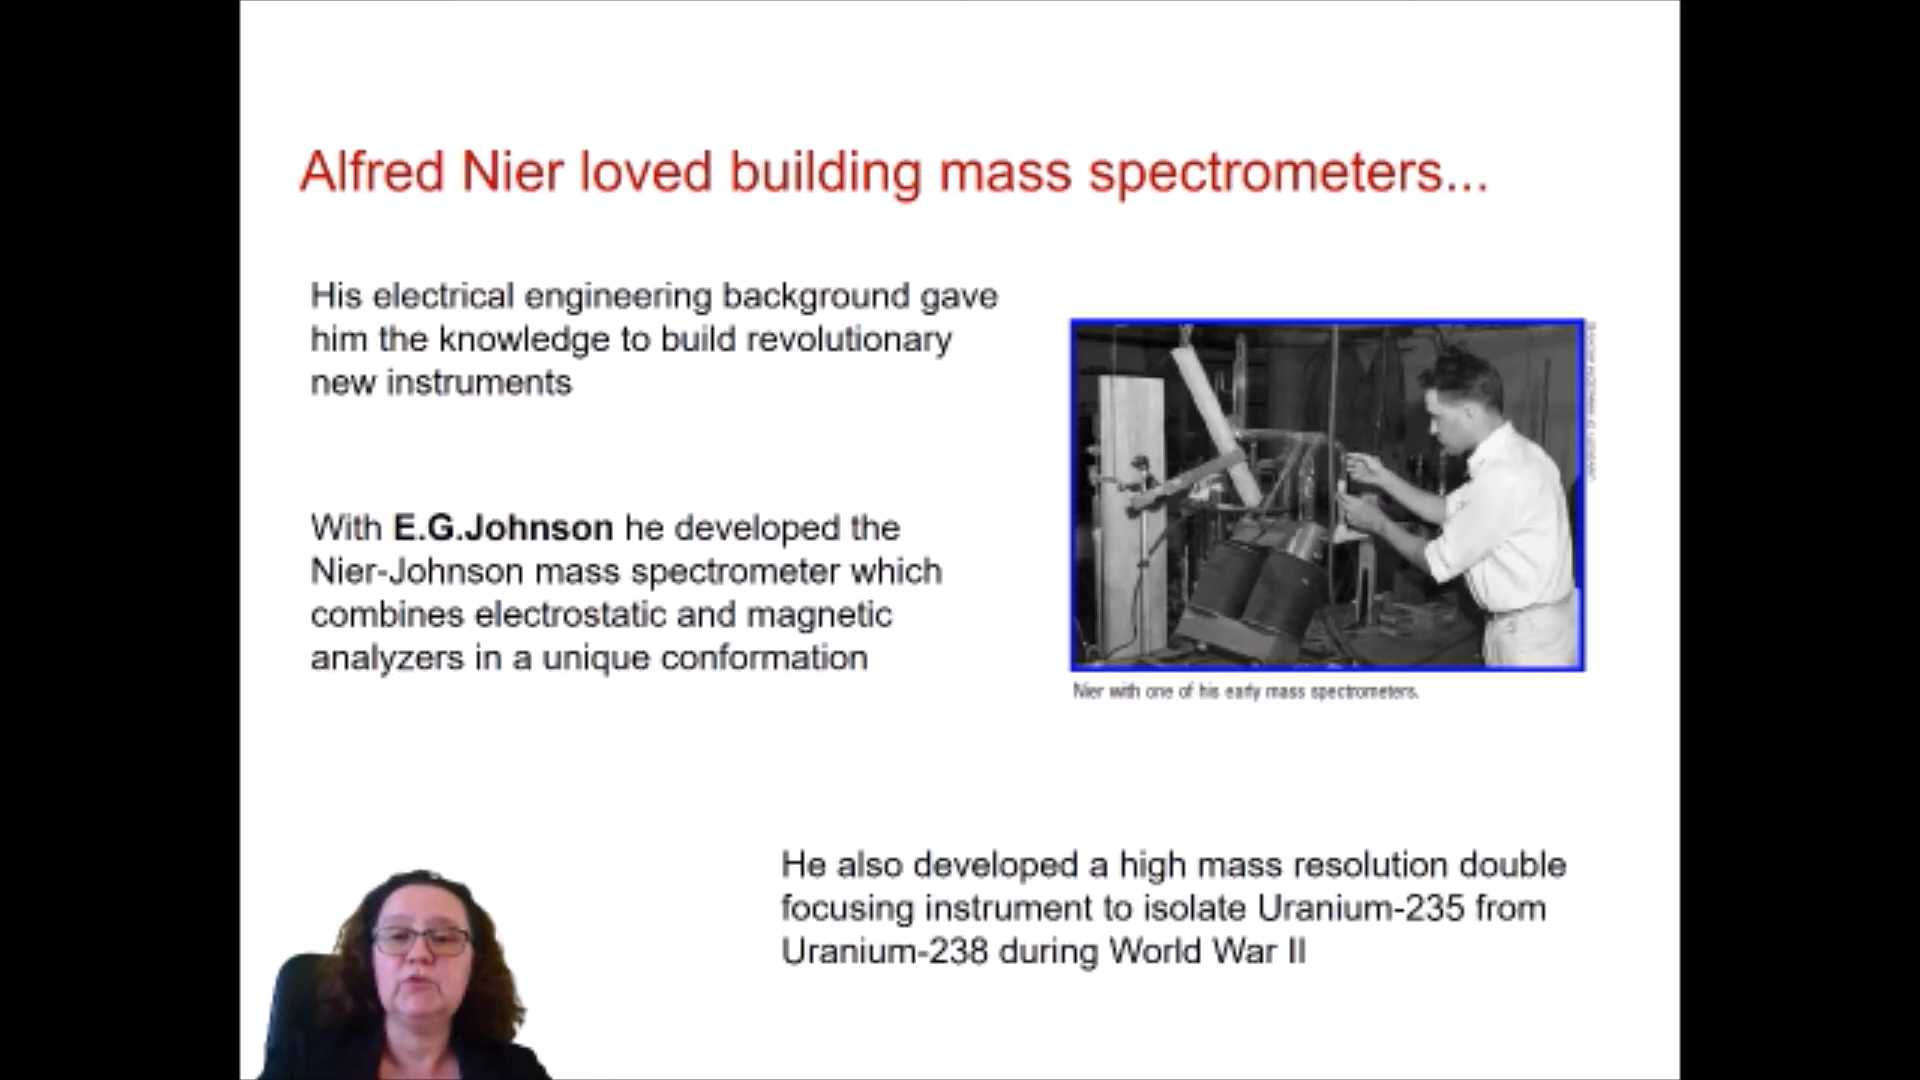 Alfred Nier loved building mass spectrometers...
His electrical engineering background gave
him the knowledge to build revolutionary
new instruments
With E.G.Johnson he developed the
Nier-Johnson mass spectrometer which
combines electrostatic and magnetic
analyzers in a unique conformation
Nier with one of his early mass spectrometers.
He also developed a high mass resolution double
focusing instrument to isolate Uranium-235 from
Uranium-238 during World War II